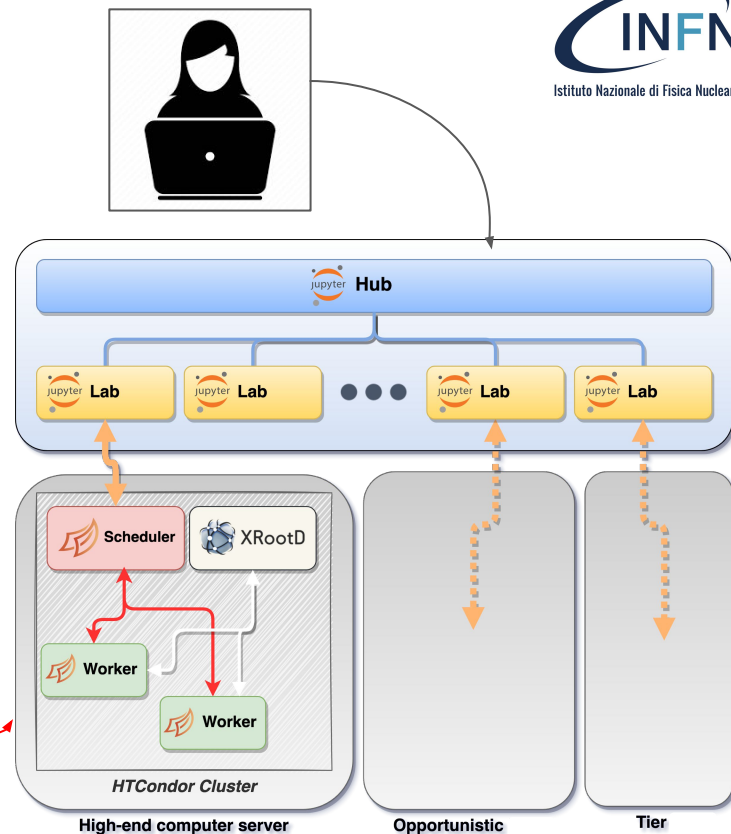 INFN
Istituto Nazionale di Fisica Nuclear
jupyter Hub
jupyter Lab
jupyter Lab
jupyter Lab
jupyter Lab
Scheduler
XRootD
Worker
Worker
HTCondor Cluster
High-end computer server
Opportunistic
Tier